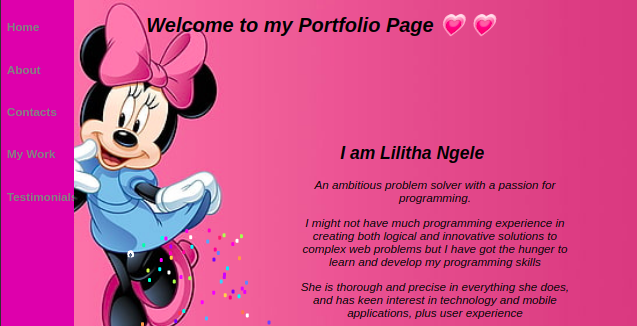 Welcome to my Portfolio Page
Home
About
Contacts
My Work
Testimonials
I am Lilitha Ngele
An ambitious problem solver with a passion for
programming.
I might not have much programming experience in
creating both logical and innovative solutions to
complex web problems but I have got the hunger to
learn and develop my programming skills
She is thorough and precise in everything she does,
and has keen interest in technology and mobile
applications, plus user experience